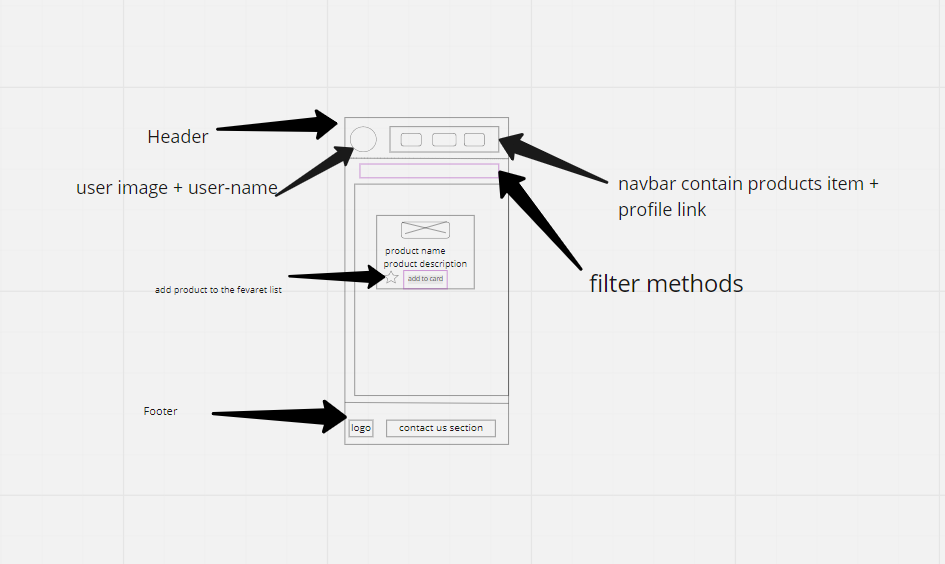 Header
user image + user-name
navbar contain products item +
profile link
product name
product description
filter methods
add to card
add product to the fevaret list
Footer
logo
contact us section